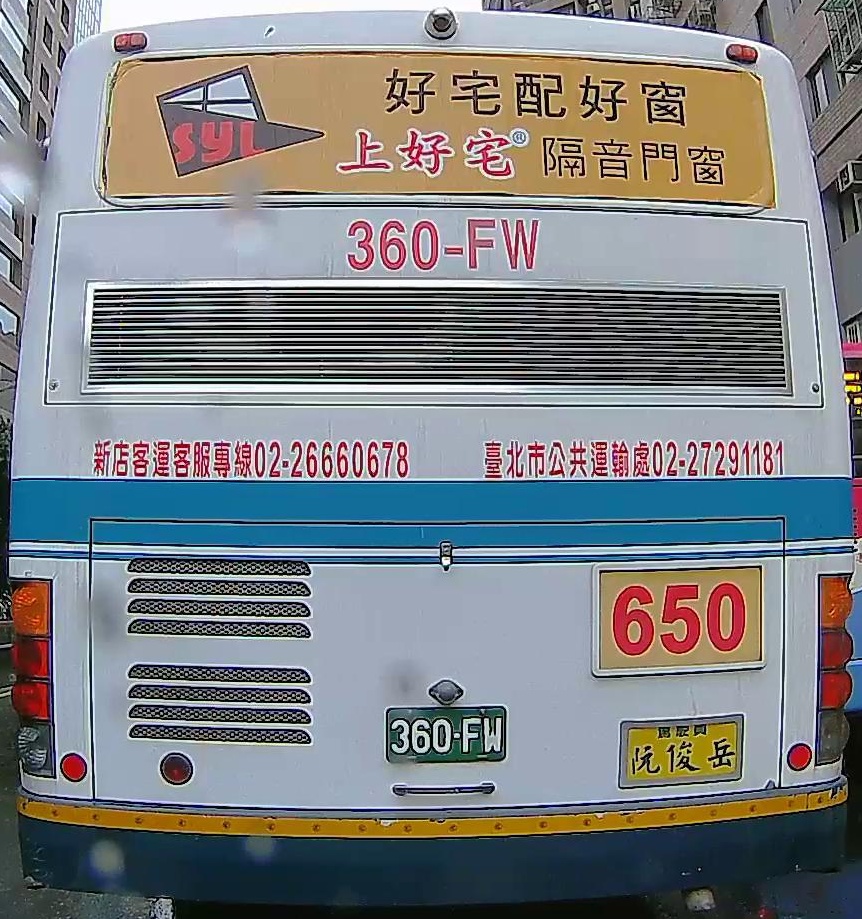 好宅配好窗
SYL
上好宅® 隔音門窗
360-FW
新店客運客服專線02-26660678
臺北市公共運輸處02-27291181
650
360-FW
駕駛員
阮俊岳